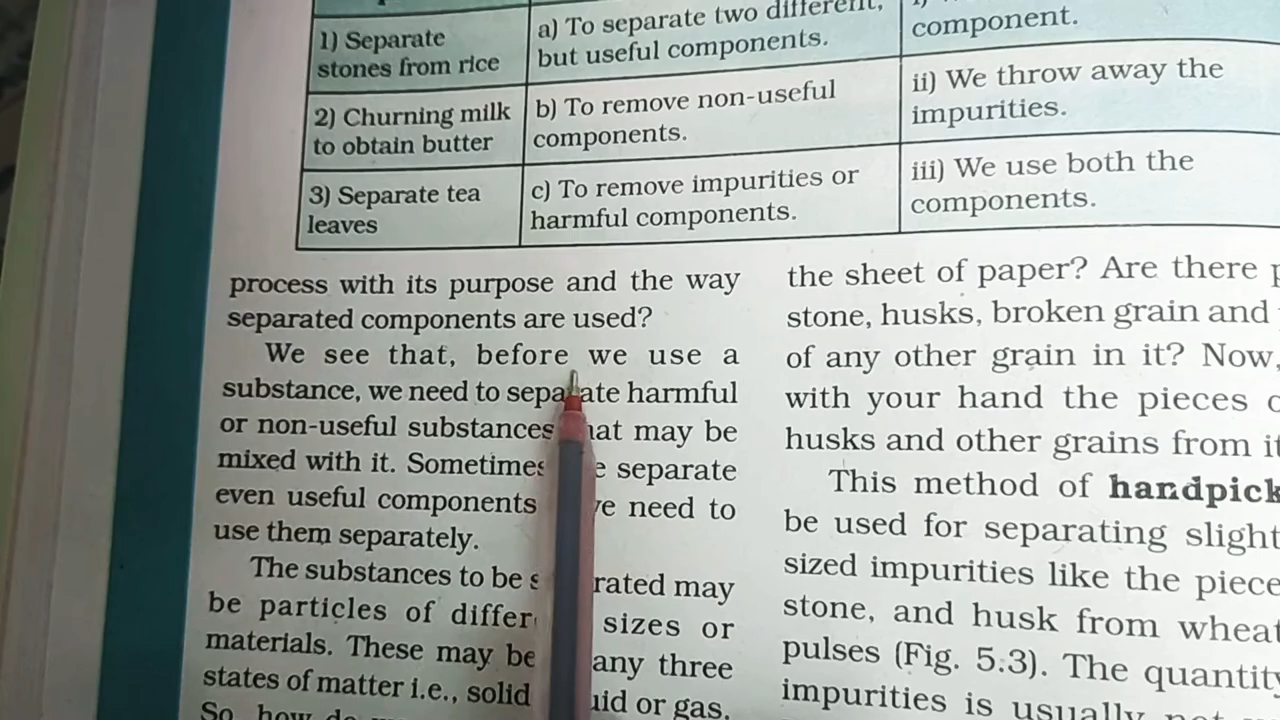 1) Separate
stones from rice
a) To separate two different,
but useful components.
component.
2) Churning milk
to obtain butter
b) To remove non-useful
components.
ii) We throw away the
impurities.
3) Separate tea
leaves
c) To remove impurities or
harmful components.
iii) We use both the
components.
process with its purpose and the way
separated components are used?
We see that, before we use a
substance, we need to separate harmful
or non-useful substances that may be
mixed with it. Sometimes separate
even useful components need to
use them separately.
The substances to be may
be particles of sizes or
materials. These may be any three
states of matter i.e., solid or gas.
So how do
the sheet of paper? Are there
stone, husks, broken grain and
of any other grain in it? Now,
with your hand the pieces
husks and other grains from
This method of handpick
be used for separating slight
sized impurities like the piece
stone, and husk from wheat
pulses (Fig. 5.3). The quantity
impurities is usually not